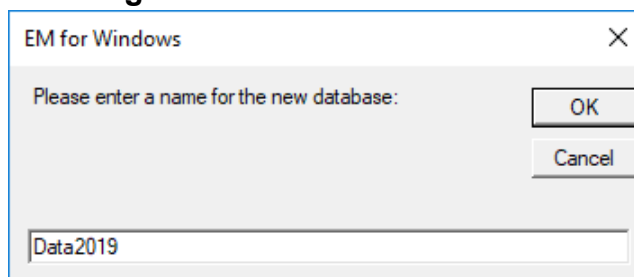 EM for Windows
Please enter a name for the new database:
OK
Cancel
Data2019